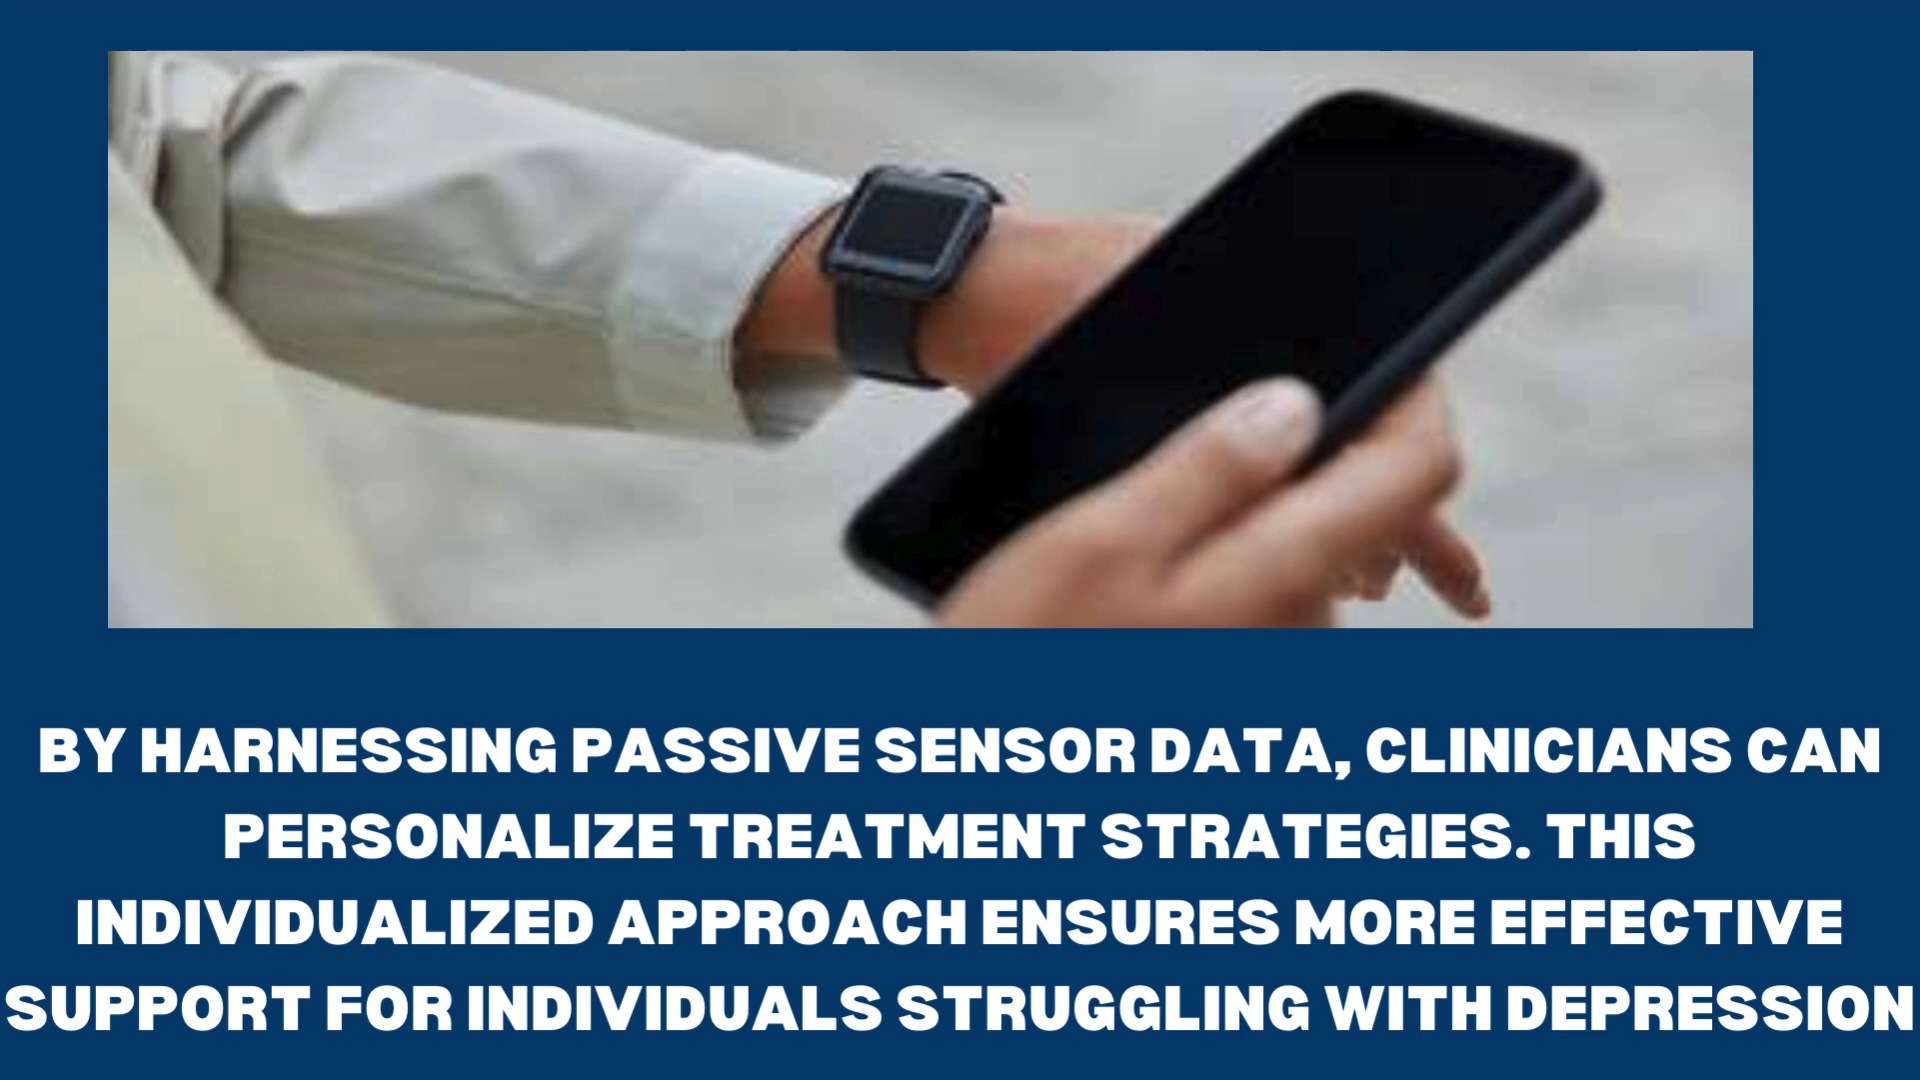 BY HARNESSING PASSIVE SENSOR DATA, CLINICIANS CAN
PERSONALIZE TREATMENT STRATEGIES. THIS
INDIVIDUALIZED APPROACH ENSURES MORE EFFECTIVE
SUPPORT FOR INDIVIDUALS STRUGGLING WITH DEPRESSION